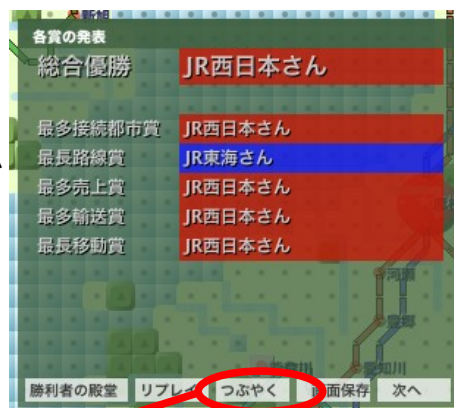 各賞の発表
総合優勝 JR西日本さん
最多接続都市賞 JR西日本さん
最長路線賞 JR東海さん
最多売上賞 JR西日本さん
最多輸送賞 JR西日本さん
最長移動賞 JR西日本さん
河瀬
豊郷
愛知川
勝利者の殿堂 リプレイ つぶやく 画面保存 次へ